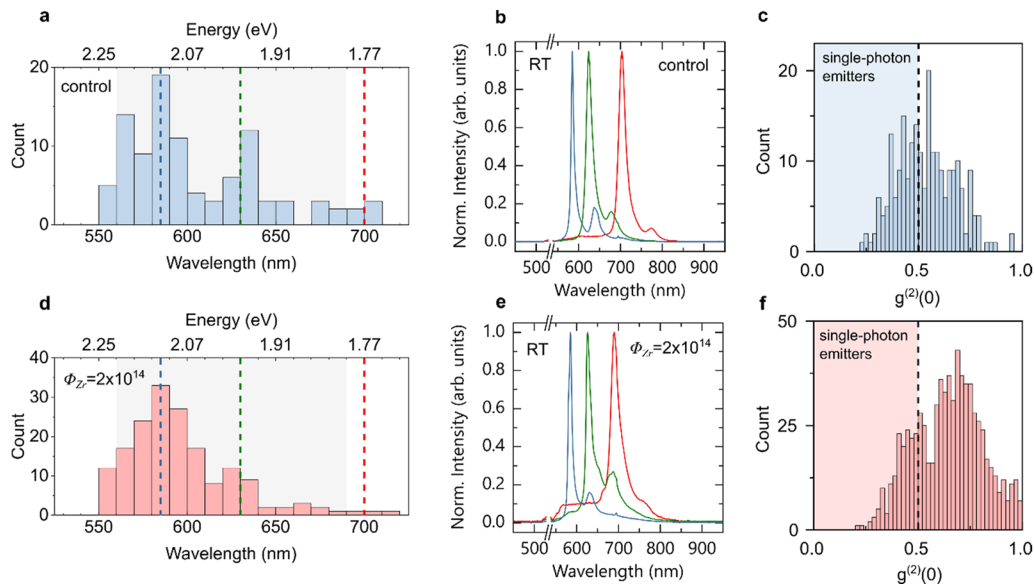 a
Energy (eV)
2.25 2.07 1.91 1.77
control
20
10
0
Count
550 600 650 700
Wavelength (nm)
b
RT
control
1.0
0.8
0.6
0.4
0.2
0.0
Norm. Intensity (arb. units)
500 600 700 800 900
Wavelength (nm)
c
single-photon
emitters
20
10
0
Count
0.0 0.5 1.0
g⁽²⁾(0)
d
Energy (eV)
2.25 2.07 1.91 1.77
Φ_Zr=2x10¹⁴
40
30
20
10
0
Count
550 600 650 700
Wavelength (nm)
e
RT
Φ_Zr=2x10¹⁴
1.0
0.8
0.6
0.4
0.2
0.0
Norm. Intensity (arb. units)
500 600 700 800 900
Wavelength (nm)
f
single-photon
emitters
50
25
0
Count
0.0 0.5 1.0
g⁽²⁾(0)